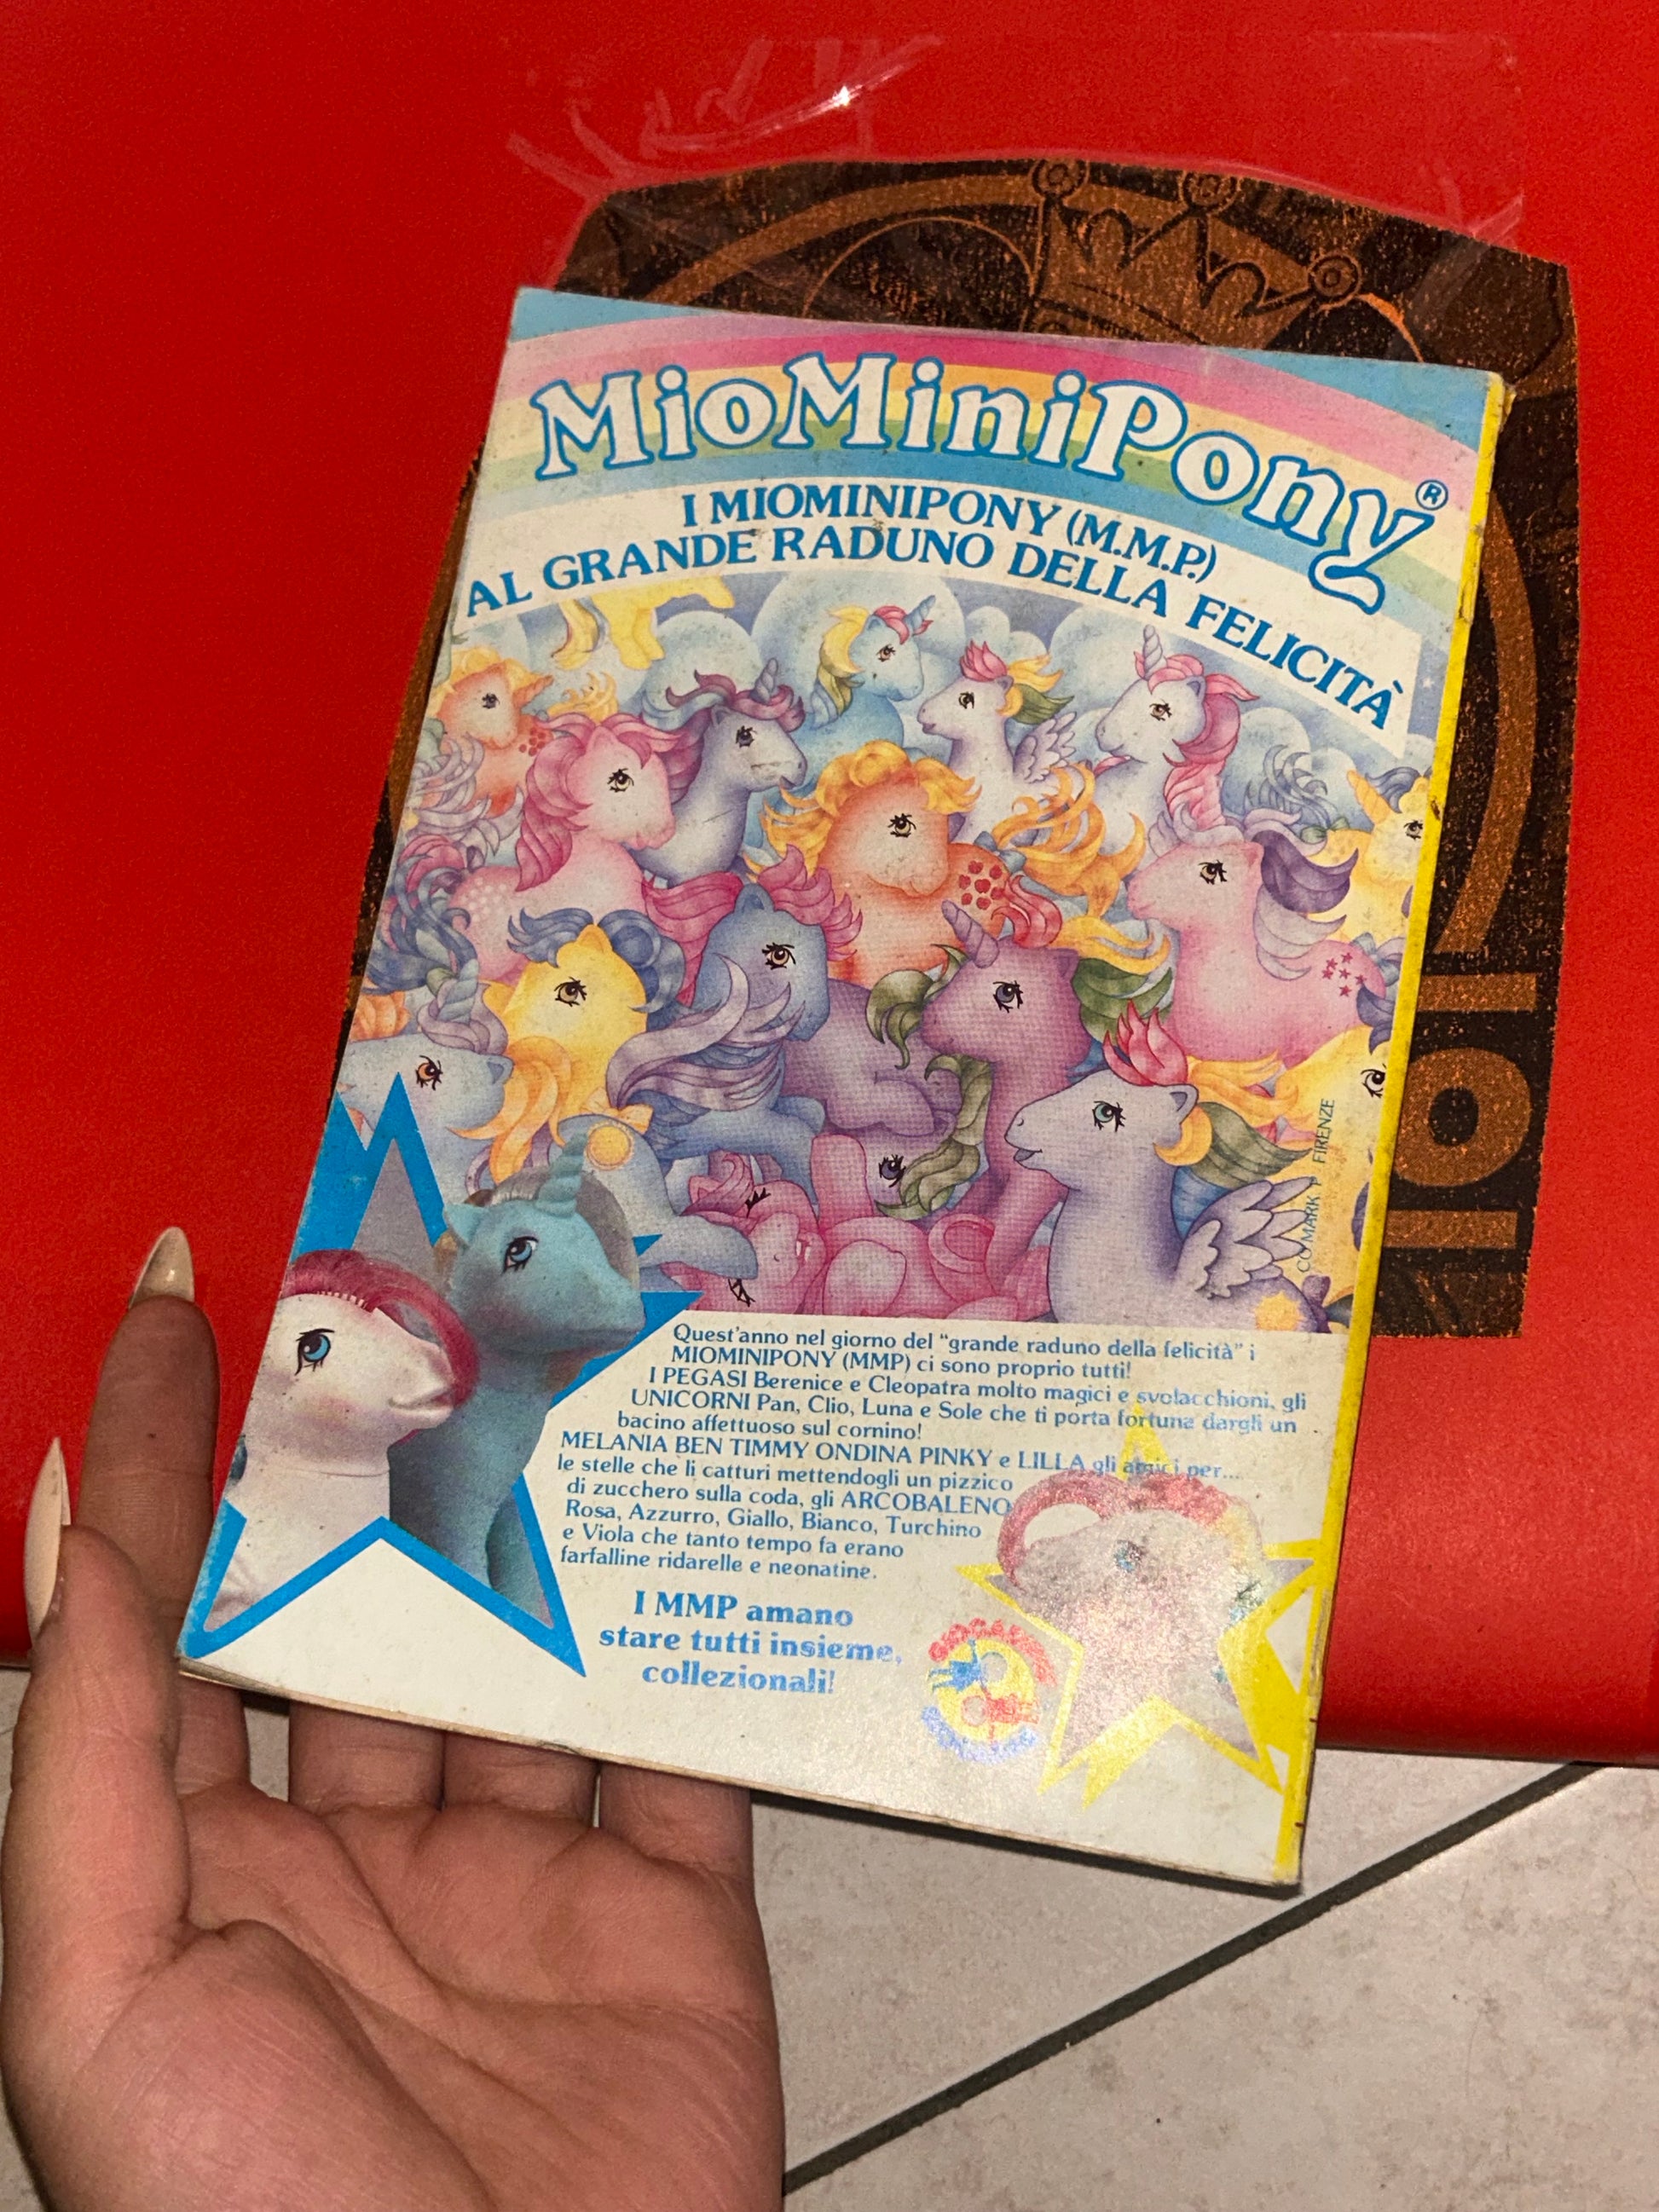 MioMiniPony®
I MIOMINIPONY (M.M.P.)
AL GRANDE RADUNO DELLA FELICITÀ
CO MARK FIRENZE
Quest'anno nel giorno del "grande raduno della felicità" i
MIOMINIPONY (MMP) ci sono proprio tutti!
I PEGASI Berenice e Cleopatra molto magici e svolacchioni, gli
UNICORNI Pan, Clio, Luna e Sole che ti porta fortuna dargli un
bacino affettuoso sul cornino!
MELANIA BEN TIMMY ONDINA PINKY e LILLA gli amici per....
le stelle che li catturi mettendogli un pizzico
di zucchero sulla coda, gli ARCOBALENO
Rosa, Azzurro, Giallo, Bianco, Turchino
e Viola che tanto tempo fa erano
farfalline ridarelle e neonatine.
I MMP amano
stare tutti insieme,
collezionali!